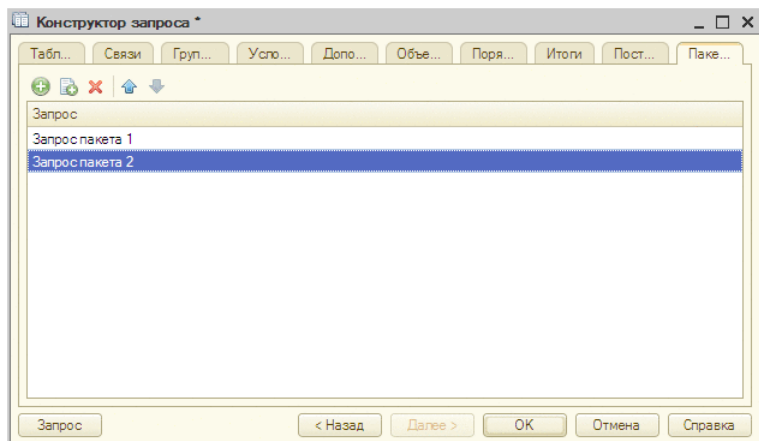 Конструктор запроса *
Табл... Связи Груп... Усло... Допо... Объе... Поря... Итоги Пост... Паке...
Запрос
Запрос пакета 1
Запрос пакета 2
Запрос < Назад Далее > ОК Отмена Справка